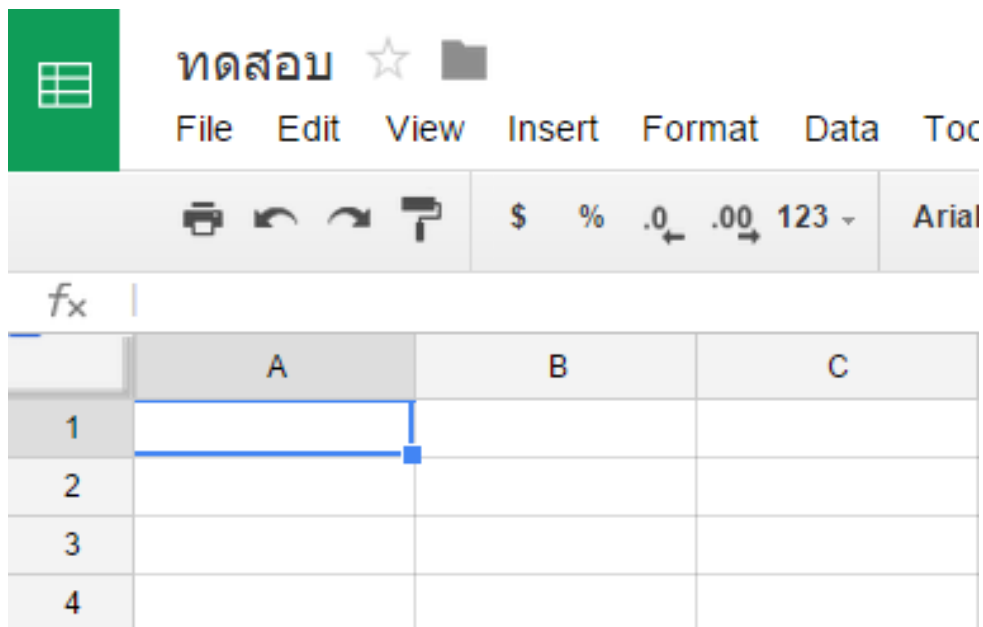 ทดสอบ
File Edit View Insert Format Data
$ % .0 .00 123 Arial
fx
A B C
1
2
3
4